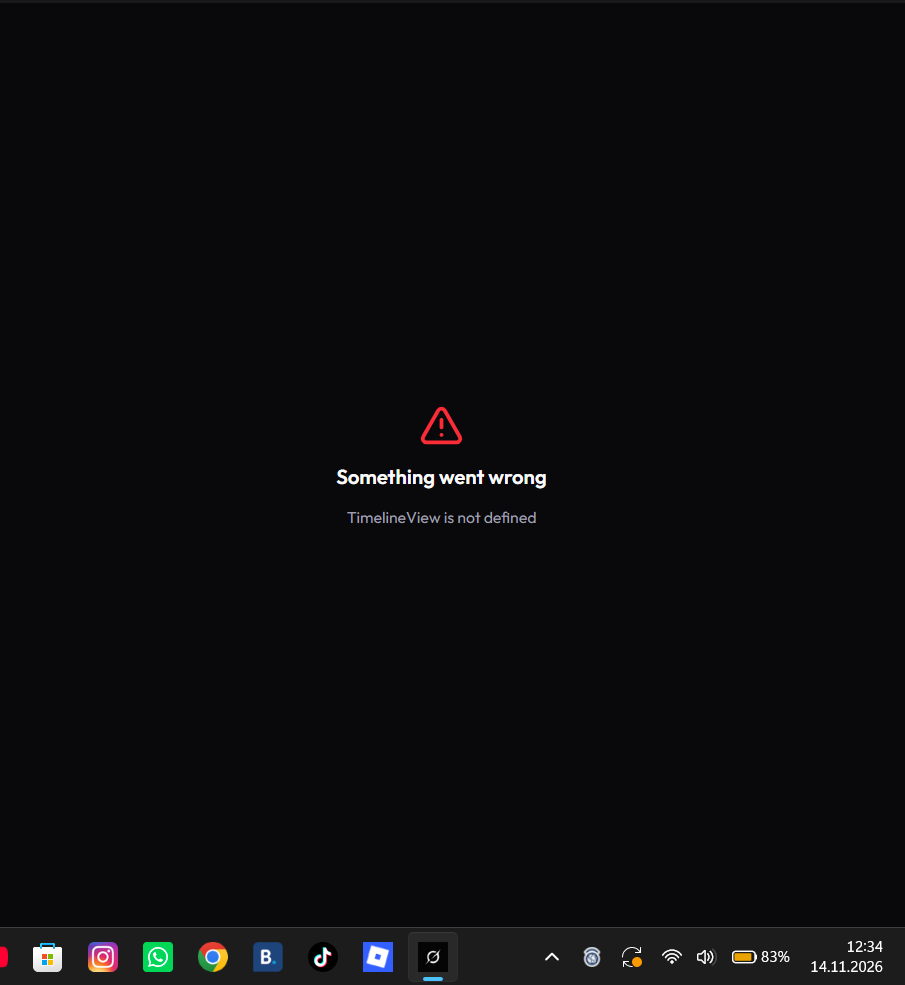 Something went wrong
TimelineView is not defined
B.
83%
12:34
14.11.2026